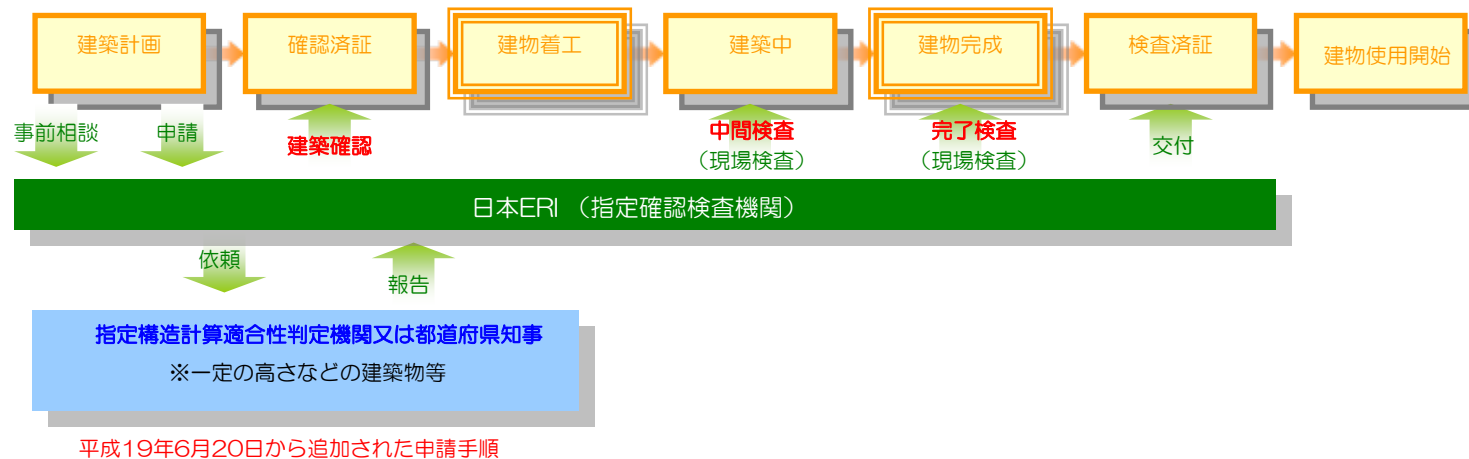 建築計画
確認済証
建物着工
建築中
建物完成
検査済証
建物使用開始
事前相談
申請
建築確認
中間検査
（現場検査）
完了検査
（現場検査）
交付
日本ERI （指定確認検査機関）
依頼
報告
指定構造計算適合性判定機関又は都道府県知事
※一定の高さなどの建築物等
平成19年6月20日から追加された申請手順